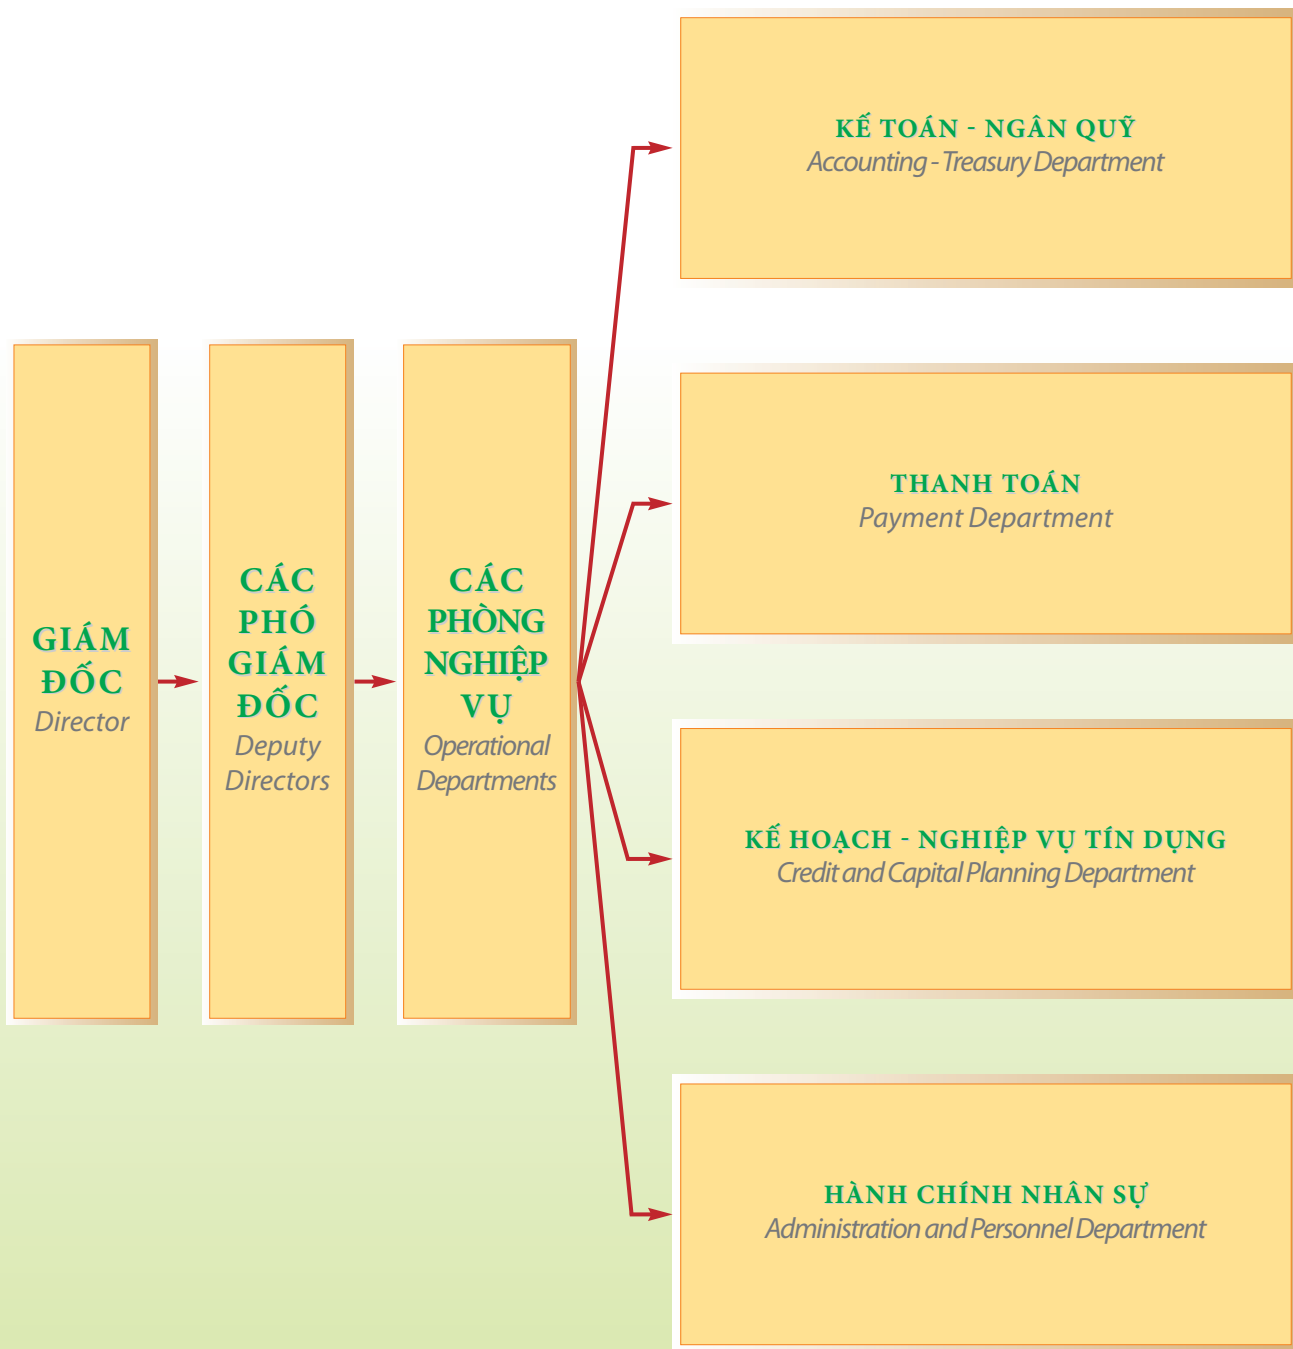 GIÁM
ĐỐC
Director
CÁC
PHÓ
GIÁM
ĐỐC
Deputy
Directors
CÁC
PHÒNG
NGHIỆP
VỤ
Operational
Departments
KẾ TOÁN - NGÂN QUỸ
Accounting - Treasury Department
THANH TOÁN
Payment Department
KẾ HOẠCH - NGHIỆP VỤ TÍN DỤNG
Credit and Capital Planning Department
HÀNH CHÍNH NHÂN SỰ
Administration and Personnel Department